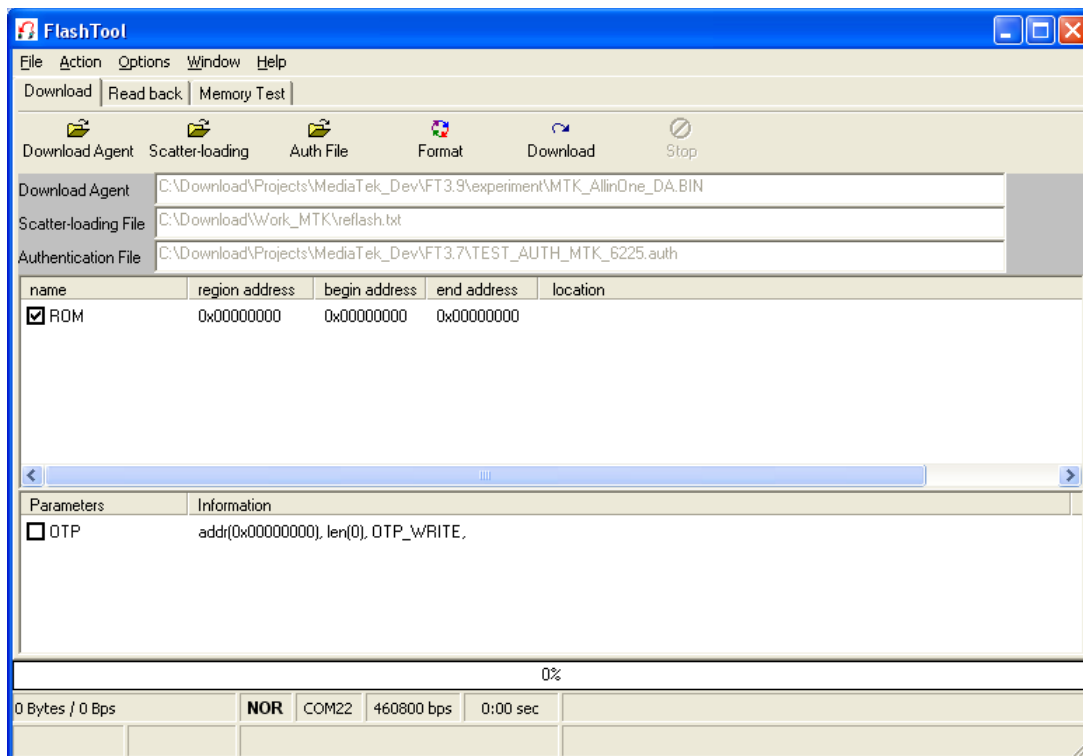 FlashTool
File Action Options Window Help
Download Read back Memory Test
Download Agent Scatter-loading Auth File Format Download Stop
Download Agent C:\Download\Projects\MediaTek_Dev\FT3.9\experiment\MTK_AllinOne_DA.BIN
Scatter-loading File C:\Download\Work_MTK\reflash.txt
Authentication File C:\Download\Projects\MediaTek_Dev\FT3.7\TEST_AUTH_MTK_6225.auth
name region address begin address end address location
ROM 0x00000000 0x00000000 0x00000000
Parameters Information
OTP addr(0x00000000), len(0), OTP_WRITE,
0%
0 Bytes / 0 Bps NOR COM22 460800 bps 0:00 sec